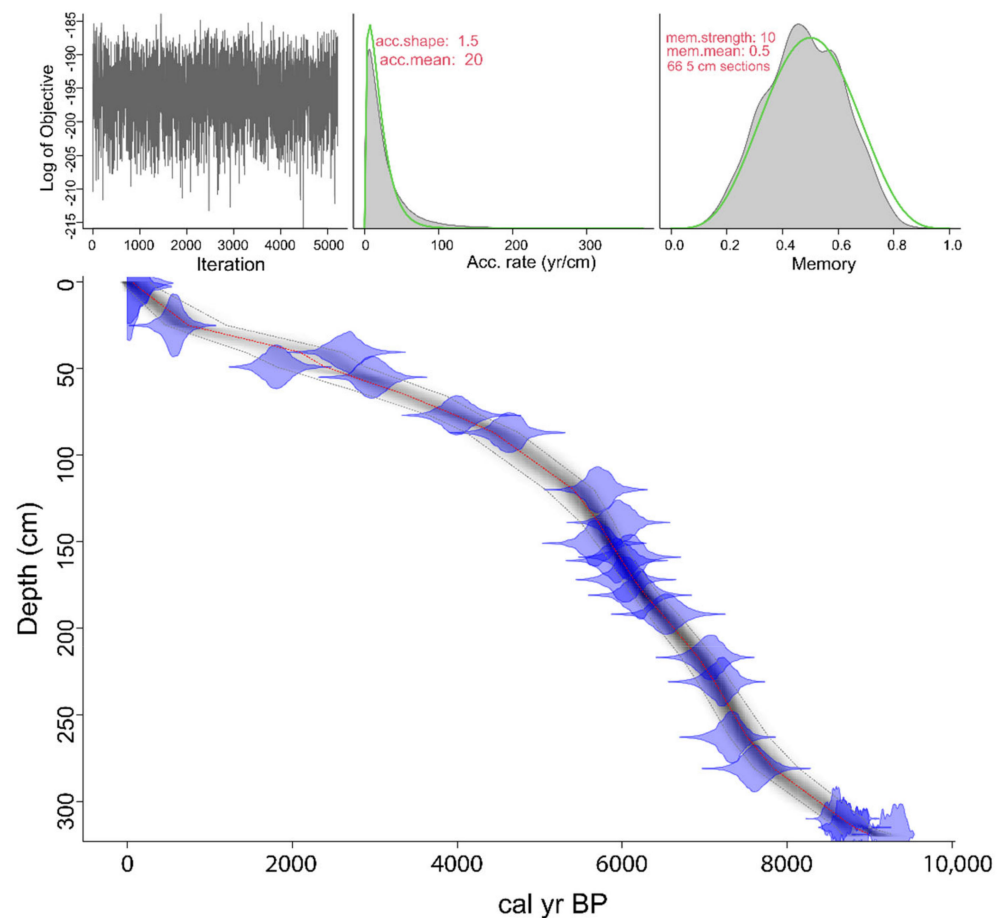 Log of Objective
-185
-190
-195
-200
-205
-210
-215
0 1000 2000 3000 4000 5000
Iteration
acc.shape: 1.5
acc.mean: 20
0 100 200 300
Acc. rate (yr/cm)
mem.strength: 10
mem.mean: 0.5
66 5 cm sections
0.0 0.2 0.4 0.6 0.8 1.0
Memory
Depth (cm)
0
50
100
150
200
250
300
0 2000 4000 6000 8000 10,000
cal yr BP